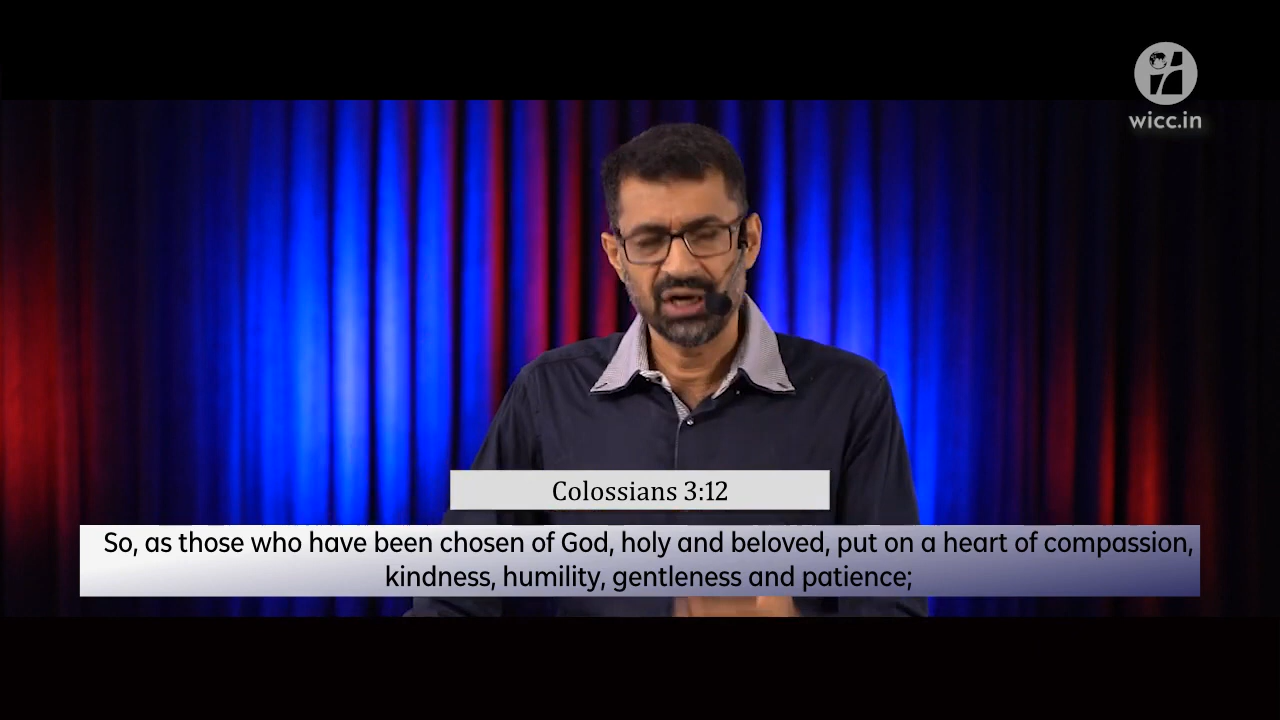 wicc.in
Colossians 3:12
So, as those who have been chosen of God, holy and beloved, put on a heart of compassion,
kindness, humility, gentleness and patience;